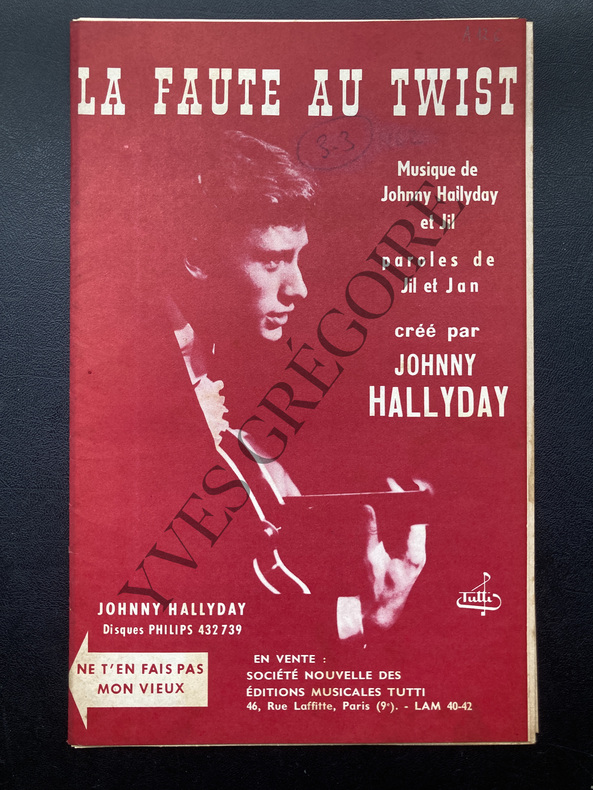 LA FAUTE AU TWIST
Musique de
Johnny Hallyday
et Jil
paroles de
Jil et Jan
créé par
JOHNNY
HALLYDAY
YVES GRÉGOIRE
Tutti
JOHNNY HALLYDAY
Disques PHILIPS 432 739
NE T'EN FAIS PAS
MON VIEUX
EN VENTE :
SOCIÉTÉ NOUVELLE DES
ÉDITIONS MUSICALES TUTTI
46, Rue Laffitte, Paris (9e). - LAM 40-42